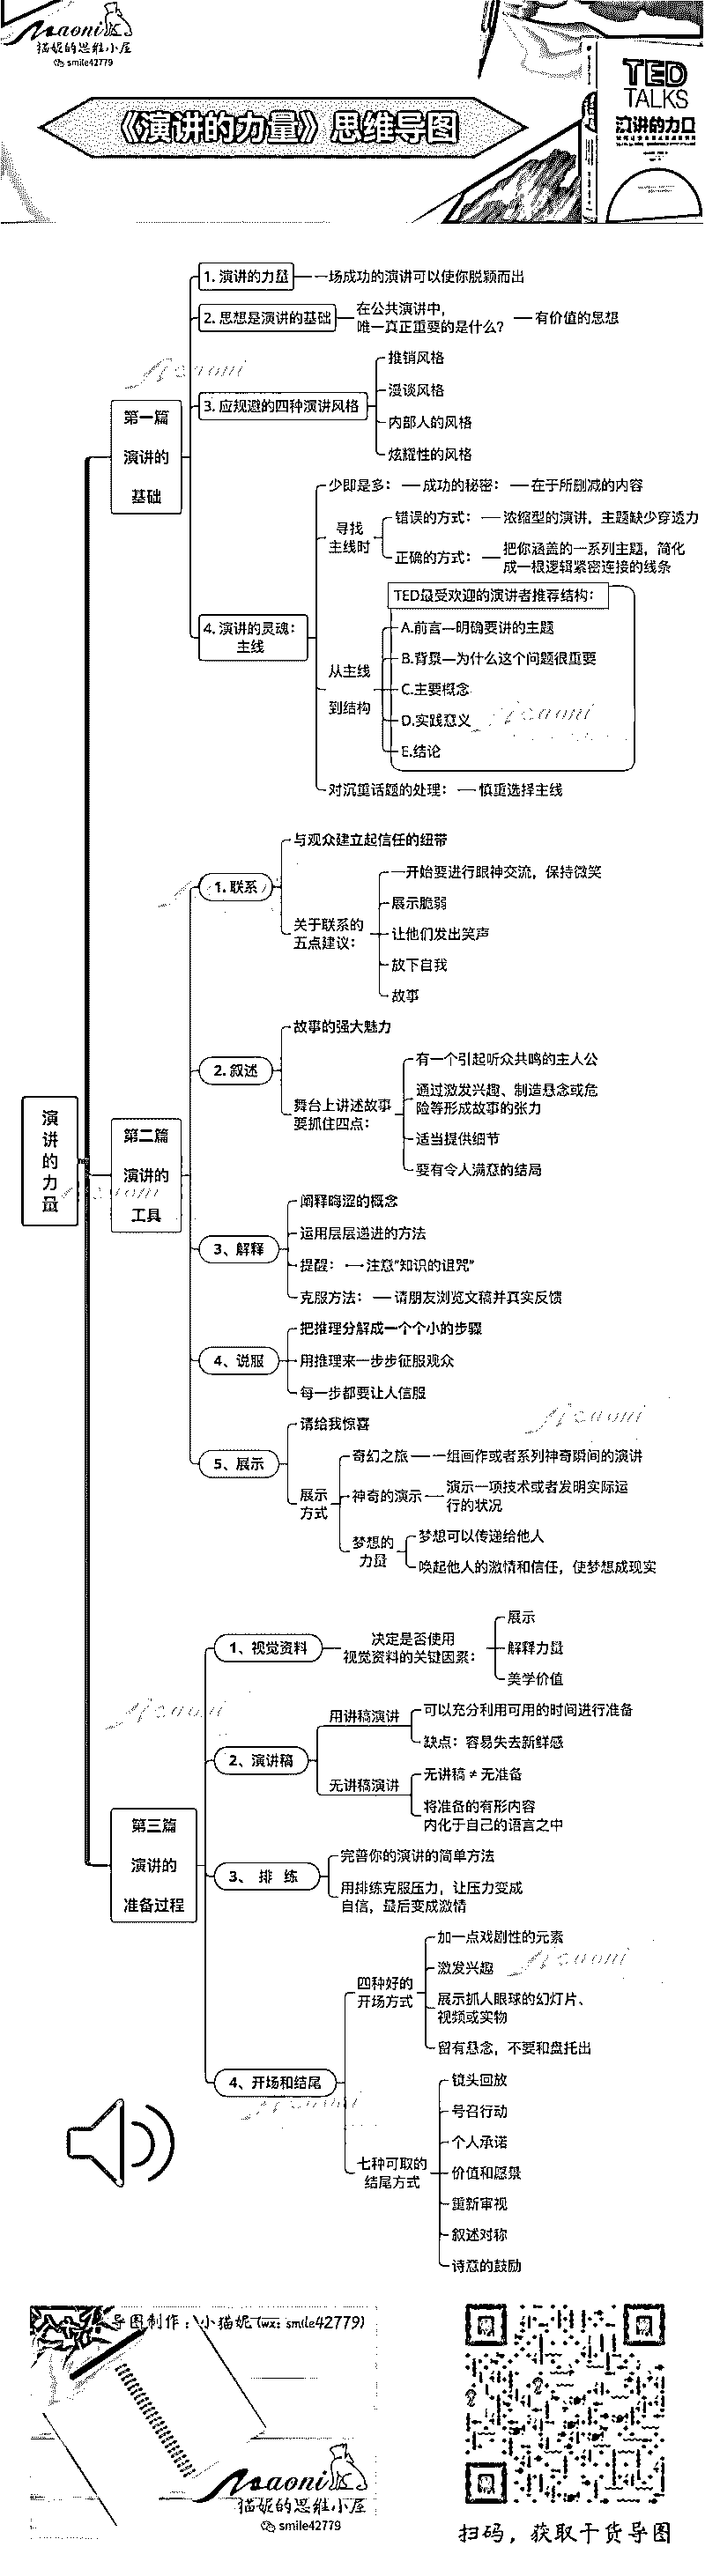 Maoni
猫妮的思维小屋
smile42779
TED
TALKS
演讲的力量
《演讲的力量》思维导图
演讲的力量
第一篇
演讲的
基础
1. 演讲的力量
一场成功的演讲可以使你脱颖而出
2. 思想是演讲的基础
在公共演讲中，
唯一真正重要的是什么？
有价值的思想
3. 应规避的四种演讲风格
推销风格
漫谈风格
内部人的风格
炫耀性的风格
4. 演讲的灵魂：
主线
少即是多：
成功的秘密：
在于所删减的内容
寻找
主线时
错误的方式：
浓缩型的演讲，主题缺少穿透力
正确的方式：
把你涵盖的一系列主题，简化
成一根逻辑紧密连接的线条
从主线
到结构
TED最受欢迎的演讲者推荐结构：
A.前言—明确要讲的主题
B.背景—为什么这个问题很重要
C.主要概念
D.实践意义
E.结论
对沉重话题的处理：
慎重选择主线
第二篇
演讲的
工具
1. 联系
与观众建立起信任的纽带
关于联系的
五点建议：
一开始要进行眼神交流，保持微笑
展示脆弱
让他们发出笑声
放下自我
故事
2. 叙述
故事的强大魅力
舞台上讲述故事
要抓住四点：
有一个引起听众共鸣的主人公
通过激发兴趣、制造悬念或危
险等形成故事的张力
适当提供细节
要有令人满意的结局
3、解释
阐释晦涩的概念
运用层层递进的方法
提醒：
注意“知识的诅咒”
克服方法：
请朋友浏览文稿并真实反馈
4、说服
把推理分解成一个个小的步骤
用推理来一步步征服观众
每一步都要让人信服
5、展示
请给我惊喜
展示
方式
奇幻之旅
一组画作或者系列神奇瞬间的演讲
神奇的演示
演示一项技术或者发明实际运
行的状况
梦想的
力量
梦想可以传递给他人
唤起他人的激情和信任，使梦想成现实
第三篇
演讲的
准备过程
1、视觉资料
决定是否使用
视觉资料的关键因素：
展示
解释力量
美学价值
2、演讲稿
用讲稿演讲
可以充分利用可用的时间进行准备
缺点：容易失去新鲜感
无讲稿演讲
无讲稿 ≠ 无准备
将准备的有形内容
内化于自己的语言之中
3、 排 练
完善你的演讲的简单方法
用排练克服压力，让压力变成
自信，最后变成激情
4、开场和结尾
四种好的
开场方式
加一点戏剧性的元素
激发兴趣
展示抓人眼球的幻灯片、
视频或实物
留有悬念，不要和盘托出
七种可取的
结尾方式
镜头回放
号召行动
个人承诺
价值和愿景
重新审视
叙述对称
诗意的鼓励
导图制作：小猫妮(wx: smile42779)
Maoni
猫妮的思维小屋
smile42779
扫码，获取干货导图